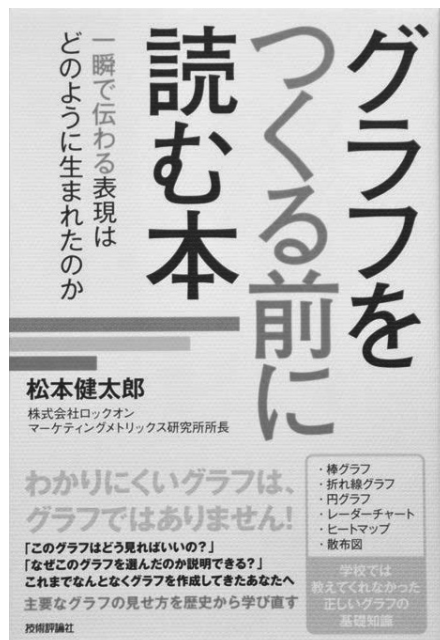 グラフを
つくる前に
読む本
一瞬で伝わる表現は
どのように生まれたのか
松本健太郎
株式会社ロックオン
マーケティングメトリックス研究所所長
わかりにくいグラフは、
グラフではありません!
「このグラフはどう見ればいいの?」
「なぜこのグラフを選んだのか説明できる?」
これまでなんとなくグラフを作成してきたあなたへ
主要なグラフの見せ方を歴史から学び直す
・棒グラフ
・折れ線グラフ
・円グラフ
・レーダーチャート
・ヒートマップ
・散布図
学校では
教えてくれなかった
正しいグラフの
基礎知識
技術評論社